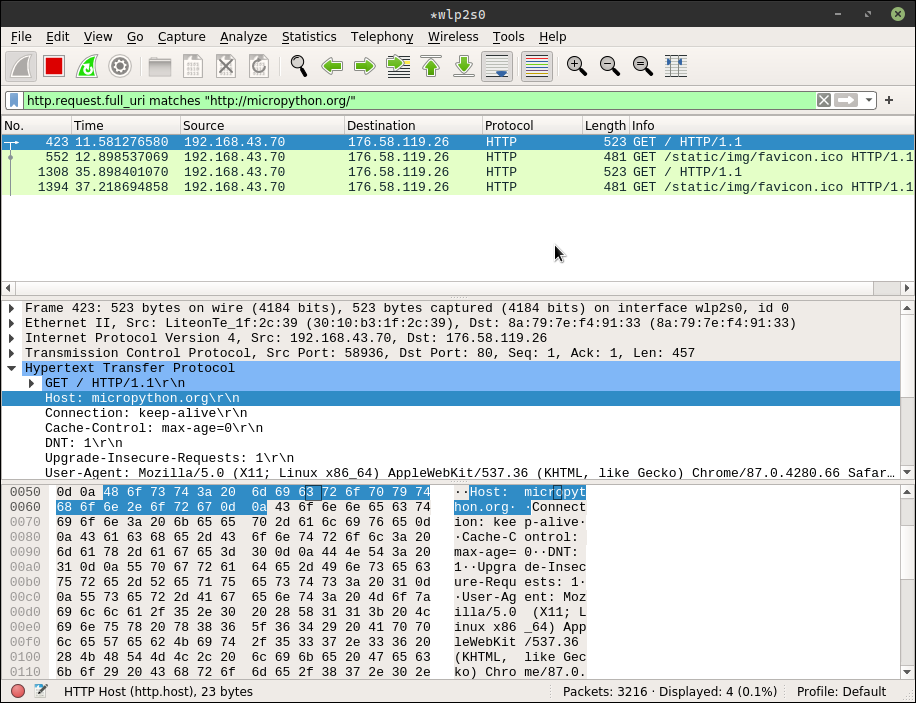 *wlp2s0
File Edit View Go Capture Analyze Statistics Telephony Wireless Tools Help
http.request.full_uri matches "http://micropython.org/"
No. Time Source Destination Protocol Length Info
423 11.581276580 192.168.43.70 176.58.119.26 HTTP 523 GET / HTTP/1.1
552 12.898537069 192.168.43.70 176.58.119.26 HTTP 481 GET /static/img/favicon.ico HTTP/1.1
1308 35.898401070 192.168.43.70 176.58.119.26 HTTP 523 GET / HTTP/1.1
1394 37.218694858 192.168.43.70 176.58.119.26 HTTP 481 GET /static/img/favicon.ico HTTP/1.1
Frame 423: 523 bytes on wire (4184 bits), 523 bytes captured (4184 bits) on interface wlp2s0, id 0
Ethernet II, Src: LiteonTe_1f:2c:39 (30:10:b3:1f:2c:39), Dst: 8a:79:7e:f4:91:33 (8a:79:7e:f4:91:33)
Internet Protocol Version 4, Src: 192.168.43.70, Dst: 176.58.119.26
Transmission Control Protocol, Src Port: 58936, Dst Port: 80, Seq: 1, Ack: 1, Len: 457
Hypertext Transfer Protocol
GET / HTTP/1.1\r\n
Host: micropython.org\r\n
Connection: keep-alive\r\n
Cache-Control: max-age=0\r\n
DNT: 1\r\n
Upgrade-Insecure-Requests: 1\r\n
User-Agent: Mozilla/5.0 (X11; Linux x86_64) AppleWebKit/537.36 (KHTML, like Gecko) Chrome/87.0.4280.66 Safar…
0050 0d 0a 48 6f 73 74 3a 20 6d 69 63 72 6f 70 79 74 ··Host: micropyt
0060 68 6f 6e 2e 6f 72 67 0d 0a 43 6f 6e 6e 65 63 74 hon.org· ·Connect
0070 69 6f 6e 3a 20 6b 65 65 70 2d 61 6c 69 76 65 0d ion: kee p-alive·
0080 0a 43 61 63 68 65 2d 43 6f 6e 74 72 6f 6c 3a 20 ·Cache-C ontrol:
0090 6d 61 78 2d 61 67 65 3d 30 0d 0a 44 4e 54 3a 20 max-age= 0··DNT:
00a0 31 0d 0a 55 70 67 72 61 64 65 2d 49 6e 73 65 63 1··Upgra de-Insec
00b0 75 72 65 2d 52 65 71 75 65 73 74 73 3a 20 31 0d ure-Requ ests: 1·
00c0 0a 55 73 65 72 2d 41 67 65 6e 74 3a 20 4d 6f 7a ·User-Ag ent: Moz
00d0 69 6c 6c 61 2f 35 2e 30 20 28 58 31 31 3b 20 4c illa/5.0 (X11; L
00e0 69 6e 75 78 20 78 38 36 5f 36 34 29 20 41 70 70 inux x86 _64) App
00f0 6c 65 57 65 62 4b 69 74 2f 35 33 37 2e 33 36 20 leWebKit /537.36
0100 28 4b 48 54 4d 4c 2c 20 6c 69 6b 65 20 47 65 63 (KHTML, like Gec
0110 6b 6f 29 20 43 68 72 6f 6d 65 2f 38 37 2e 30 2e ko) Chro me/87.0.
HTTP Host (http.host), 23 bytes Packets: 3216 · Displayed: 4 (0.1%) Profile: Default